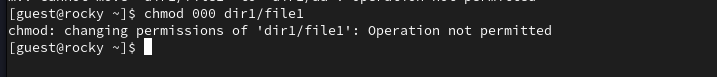 [guest@rocky ~]$ chmod 000 dir1/file1
chmod: changing permissions of 'dir1/file1': Operation not permitted
[guest@rocky ~]$